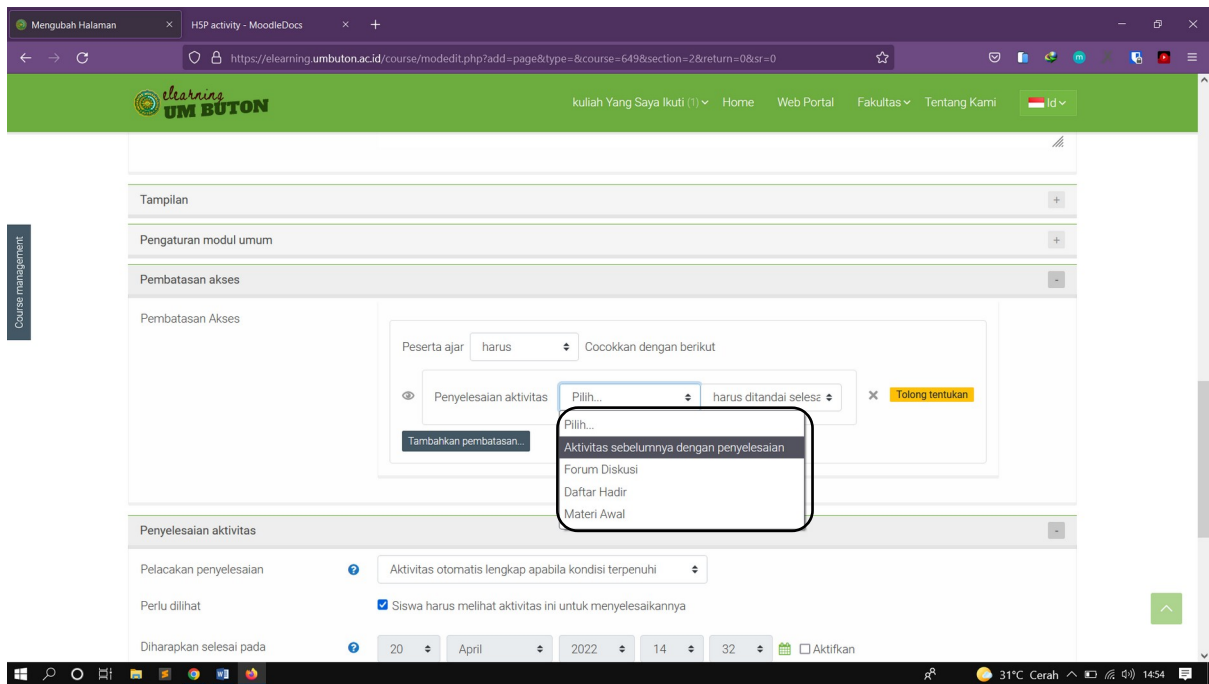 Mengubah Halaman
H5P activity - MoodleDocs
https://elearning.umbuton.ac.id/course/modedit.php?add=page&type=&course=649&section=2&return=0&sr=0
elearning
UM BUTON
kuliah Yang Saya Ikuti (1) Home Web Portal Fakultas Tentang Kami Id
Course management
Tampilan
Pengaturan modul umum
Pembatasan akses
Pembatasan Akses
Peserta ajar harus Cocokkan dengan berikut
Penyelesaian aktivitas Pilih... harus ditandai selesa Tolong tentukan
Tambahkan pembatasan...
Pilih...
Aktivitas sebelumnya dengan penyelesaian
Forum Diskusi
Daftar Hadir
Materi Awal
Penyelesaian aktivitas
Pelacakan penyelesaian Aktivitas otomatis lengkap apabila kondisi terpenuhi
Perlu dilihat Siswa harus melihat aktivitas ini untuk menyelesaikannya
Diharapkan selesai pada 20 April 2022 14 32 Aktifkan
31°C Cerah 14:54